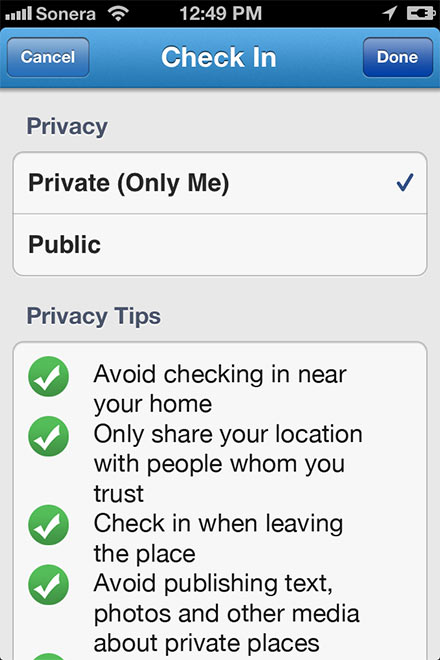 Sonera 12:49 PM
Cancel Check In Done
Privacy
Private (Only Me)
Public
Privacy Tips
Avoid checking in near
your home
Only share your location
with people whom you
trust
Check in when leaving
the place
Avoid publishing text,
photos and other media
about private places